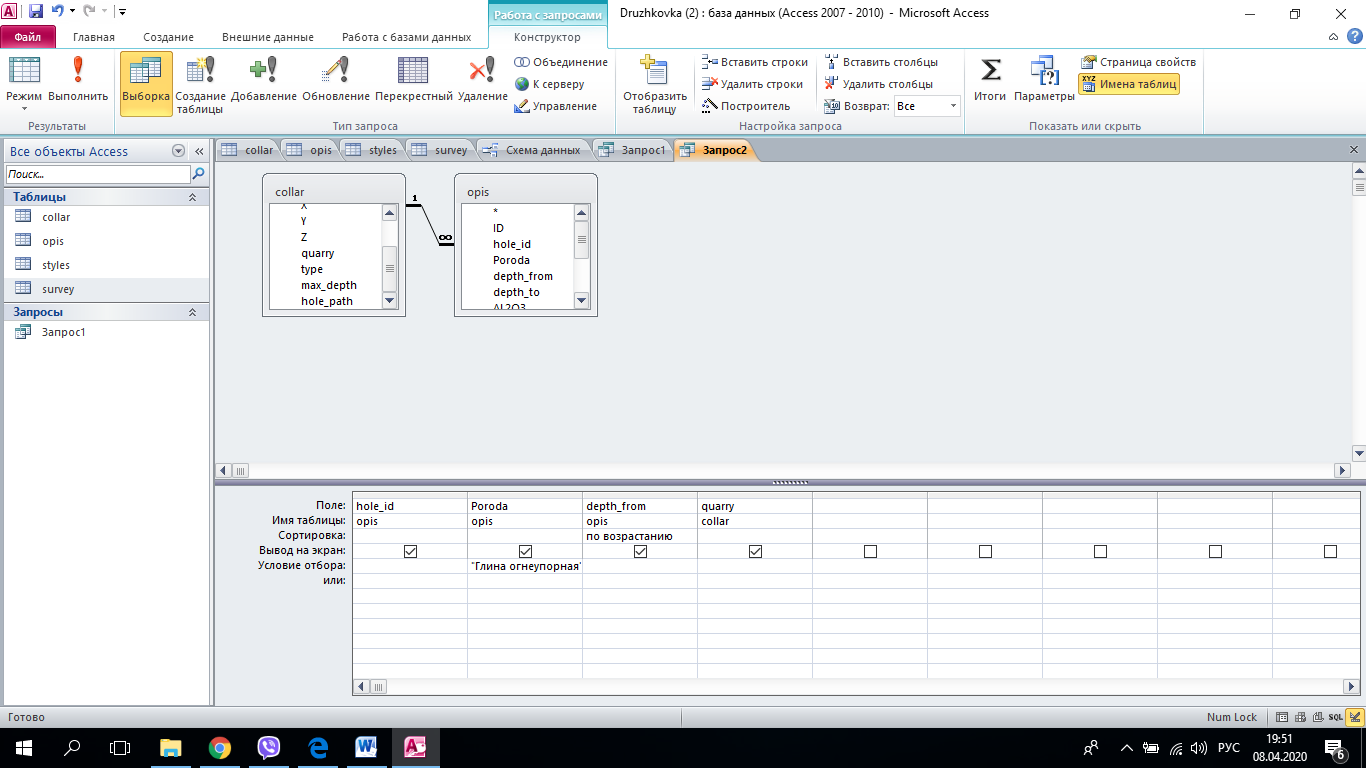 Работа с запросами
Druzhkovka (2) : база данных (Access 2007 - 2010) - Microsoft Access
Файл Главная Создание Внешние данные Работа с базами данных Конструктор
Режим Выполнить Выборка Создание таблицы Добавление Обновление Перекрестный Удаление
Объединение
К серверу
Управление
Отобразить таблицу
Вставить строки
Удалить строки
Построитель
Вставить столбцы
Удалить столбцы
Возврат: Все
Итоги Параметры
Страница свойств
Имена таблиц
Результаты Тип запроса Настройка запроса Показать или скрыть
Все объекты Access
Поиск...
Таблицы
collar
opis
styles
survey
Запросы
Запрос1
collar opis styles survey Схема данных Запрос1 Запрос2
collar
Y
Z
quarry
type
max_depth
hole_path
1
∞
opis
*
ID
hole_id
Poroda
depth_from
depth_to
AL2O3
Поле: hole_id Poroda depth_from quarry
Имя таблицы: opis opis opis collar
Сортировка: по возрастанию
Вывод на экран:
Условие отбора: "Глина огнеупорная"
или:
Готово
Num Lock SQL
РУС
19:51
08.04.2020
6